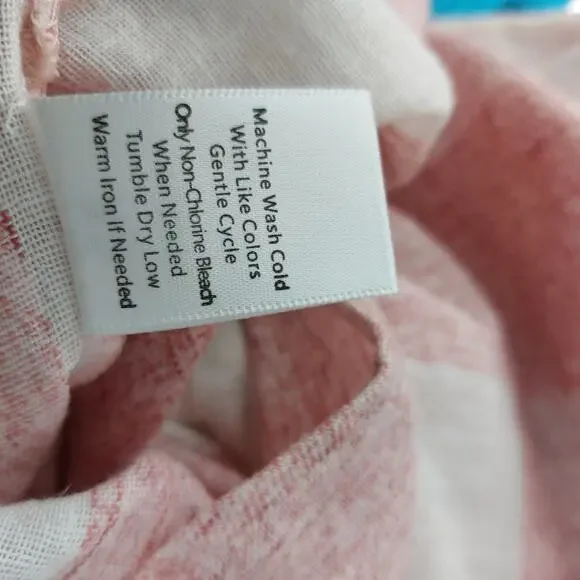 Machine Wash Cold
With Like Colors
Gentle Cycle
Only Non-Chlorine Bleach
When Needed
Tumble Dry Low
Warm Iron If Needed